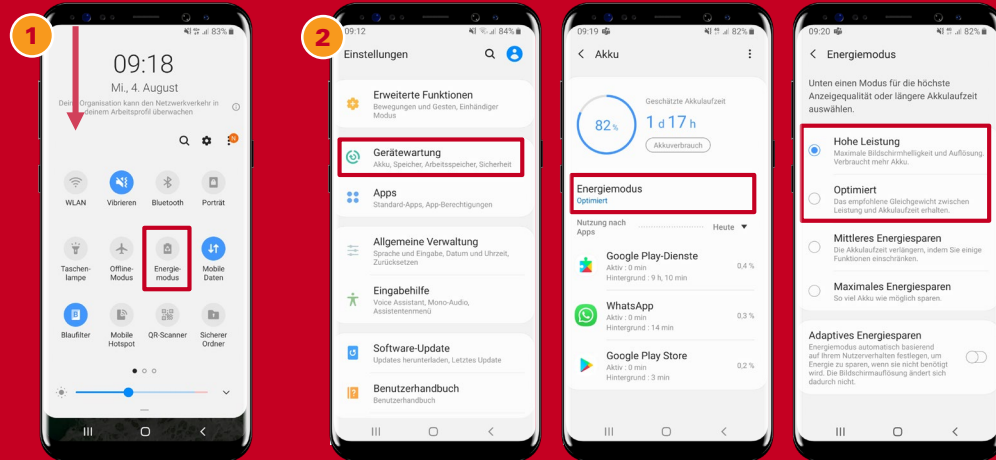 1
83%
09:18
Mi., 4. August
Deine Organisation kann den Netzwerkverkehr in
deinem Arbeitsprofil überwachen
N
WLAN
Vibrieren
Bluetooth
Porträt
Taschen-
lampe
Offline-
Modus
Energie-
modus
Mobile
Daten
Blaufilter
Mobile
Hotspot
QR-Scanner
Sicherer
Ordner
2
09:12
84%
Einstellungen
Erweiterte Funktionen
Bewegungen und Gesten, Einhändiger
Modus
Gerätewartung
Akku, Speicher, Arbeitsspeicher, Sicherheit
Apps
Standard-Apps, App-Berechtigungen
Allgemeine Verwaltung
Sprache und Eingabe, Datum und Uhrzeit,
Zurücksetzen
Eingabehilfe
Voice Assistant, Mono-Audio,
Assistentenmenü
Software-Update
Updates herunterladen, Letztes Update
Benutzerhandbuch
Benutzerhandbuch
09:19
82%
Akku
Geschätzte Akkulaufzeit
82%
1 d 17 h
Akkuverbrauch
Energiemodus
Optimiert
Nutzung nach
Apps
Heute
Google Play-Dienste
Aktiv : 0 min
Hintergrund : 9 h, 10 min
0,4 %
WhatsApp
Aktiv : 0 min
Hintergrund : 14 min
0,3 %
Google Play Store
Aktiv : 0 min
Hintergrund : 3 min
0,2 %
09:20
82%
Energiemodus
Unten einen Modus für die höchste
Anzeigequalität oder längere Akkulaufzeit
auswählen.
Hohe Leistung
Maximale Bildschirmhelligkeit und Auflösung.
Verbraucht mehr Akku.
Optimiert
Das empfohlene Gleichgewicht zwischen
Leistung und Akkulaufzeit erhalten.
Mittleres Energiesparen
Die Akkulaufzeit verlängern, indem Sie einige
Funktionen einschränken.
Maximales Energiesparen
So viel Akku wie möglich sparen.
Adaptives Energiesparen
Energiemodus automatisch basierend
auf Ihrem Nutzerverhalten festlegen, um
Energie zu sparen, wenn sie nicht benötigt
wird. Die Bildschirmauflösung ändert sich
dadurch nicht.